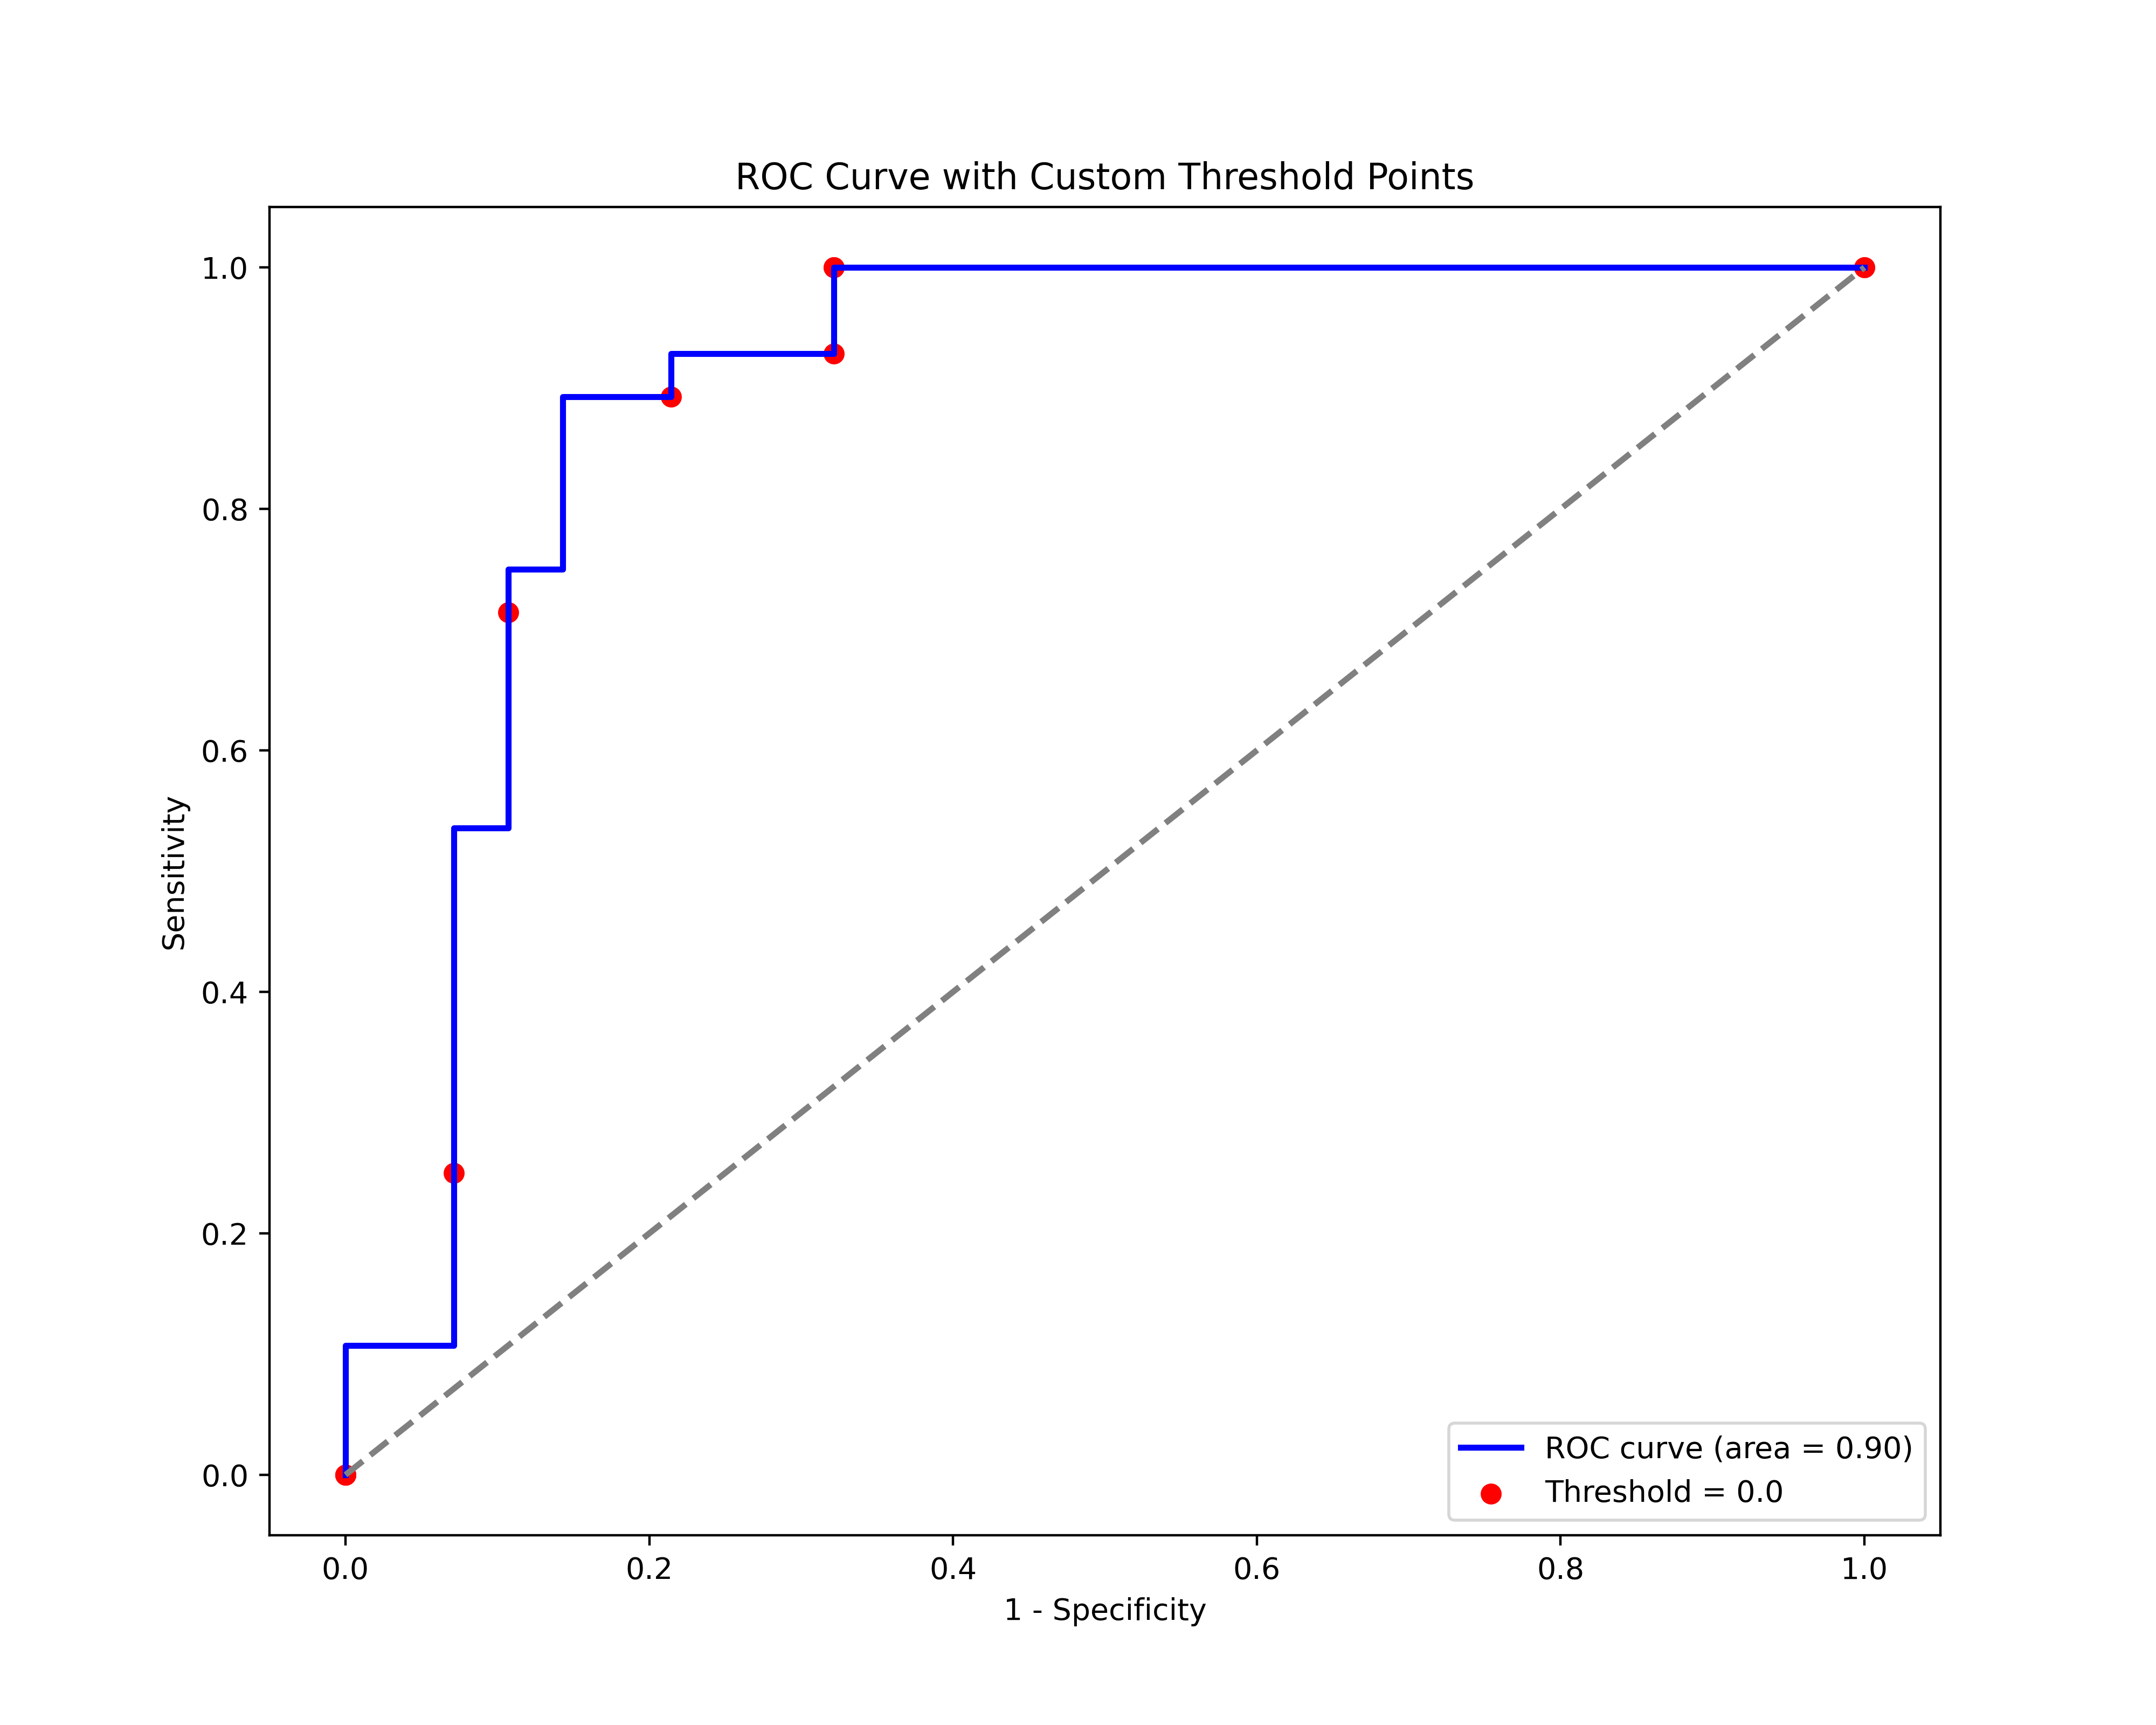 ROC Curve with Custom Threshold Points
1.0
0.8
0.6
0.4
0.2
0.0
Sensitivity
0.0 0.2 0.4 0.6 0.8 1.0
1 - Specificity
ROC curve (area = 0.90)
Threshold = 0.0